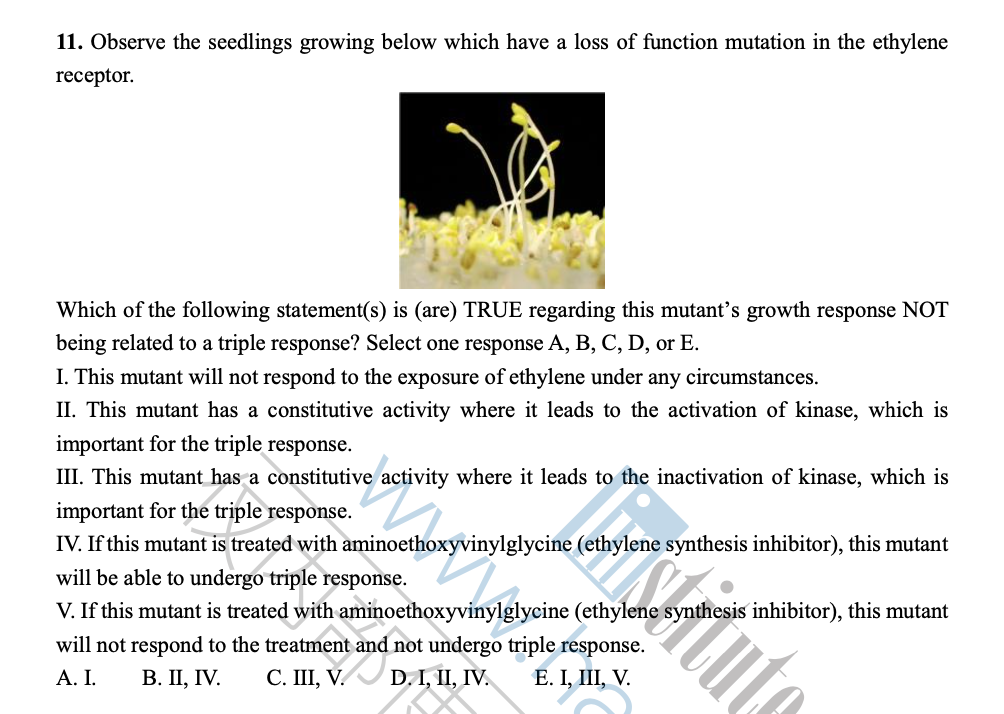 11. Observe the seedlings growing below which have a loss of function mutation in the ethylene
receptor.
Which of the following statement(s) is (are) TRUE regarding this mutant's growth response NOT
being related to a triple response? Select one response A, B, C, D, or E.
I. This mutant will not respond to the exposure of ethylene under any circumstances.
II. This mutant has a constitutive activity where it leads to the activation of kinase, which is
important for the triple response.
III. This mutant has a constitutive activity where it leads to the inactivation of kinase, which is
important for the triple response.
IV. If this mutant is treated with aminoethoxyvinylglycine (ethylene synthesis inhibitor), this mutant
will be able to undergo triple response.
V. If this mutant is treated with aminoethoxyvinylglycine (ethylene synthesis inhibitor), this mutant
will not respond to the treatment and not undergo triple response.
A. I. B. II, IV. C. III, V. D. I, II, IV. E. I, III, V.
仅内部使
www.ha
institute